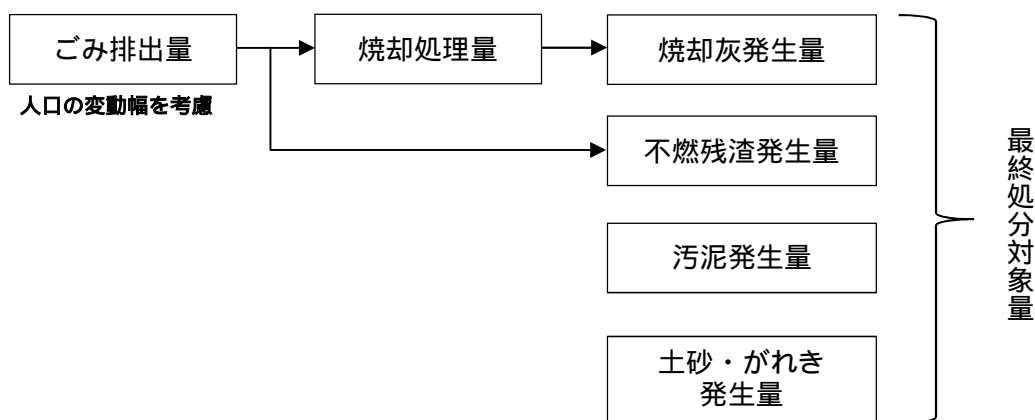 ごみ排出量
人口の変動幅を考慮
焼却処理量
焼却灰発生量
不燃残渣発生量
汚泥発生量
土砂・がれき
発生量
最終処分対象量